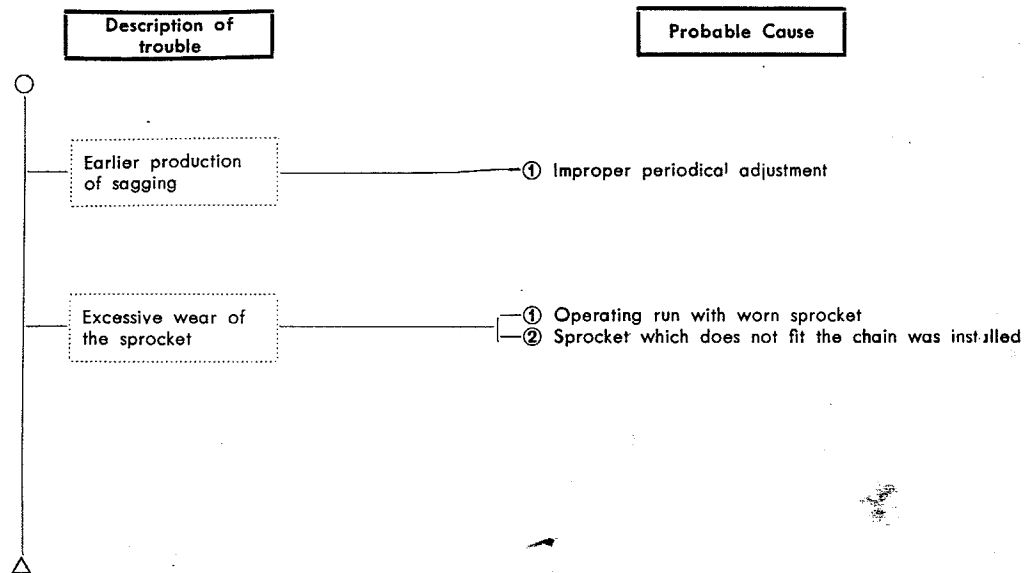 Description of
trouble
Probable Cause
Earlier production
of sagging
① Improper periodical adjustment
Excessive wear of
the sprocket
① Operating run with worn sprocket
② Sprocket which does not fit the chain was installed